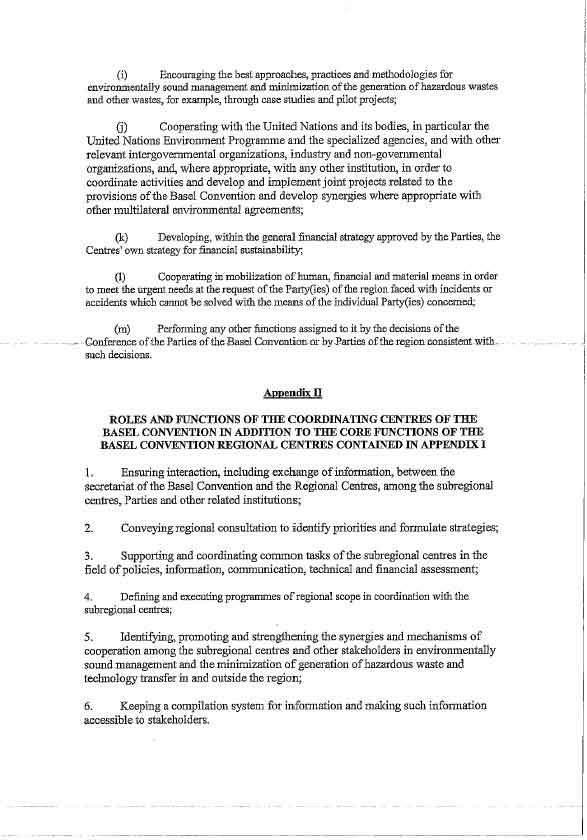 (i) Encouraging the best approaches, practices and methodologies for
environmentally sound management and minimization of the generation of hazardous wastes
and other wastes, for example, through case studies and pilot projects;
(j) Cooperating with the United Nations and its bodies, in particular the
United Nations Environment Programme and the specialized agencies, and with other
relevant intergovernmental organizations, industry and non-governmental
organizations, and, where appropriate, with any other institution, in order to
coordinate activities and develop and implement joint projects related to the
provisions of the Basel Convention and develop synergies where appropriate with
other multilateral environmental agreements;
(k) Developing, within the general financial strategy approved by the Parties, the
Centres' own strategy for financial sustainability;
(l) Cooperating in mobilization of human, financial and material means in order
to meet the urgent needs at the request of the Party(ies) of the region faced with incidents or
accidents which cannot be solved with the means of the individual Party(ies) concerned;
(m) Performing any other functions assigned to it by the decisions of the
Conference of the Parties of the Basel Convention or by Parties of the region consistent with
such decisions.
Appendix II
ROLES AND FUNCTIONS OF THE COORDINATING CENTRES OF THE
BASEL CONVENTION IN ADDITION TO THE CORE FUNCTIONS OF THE
BASEL CONVENTION REGIONAL CENTRES CONTAINED IN APPENDIX I
1. Ensuring interaction, including exchange of information, between the
secretariat of the Basel Convention and the Regional Centres, among the subregional
centres, Parties and other related institutions;
2. Conveying regional consultation to identify priorities and formulate strategies;
3. Supporting and coordinating common tasks of the subregional centres in the
field of policies, information, communication, technical and financial assessment;
4. Defining and executing programmes of regional scope in coordination with the
subregional centres;
5. Identifying, promoting and strengthening the synergies and mechanisms of
cooperation among the subregional centres and other stakeholders in environmentally
sound management and the minimization of generation of hazardous waste and
technology transfer in and outside the region;
6. Keeping a compilation system for information and making such information
accessible to stakeholders.